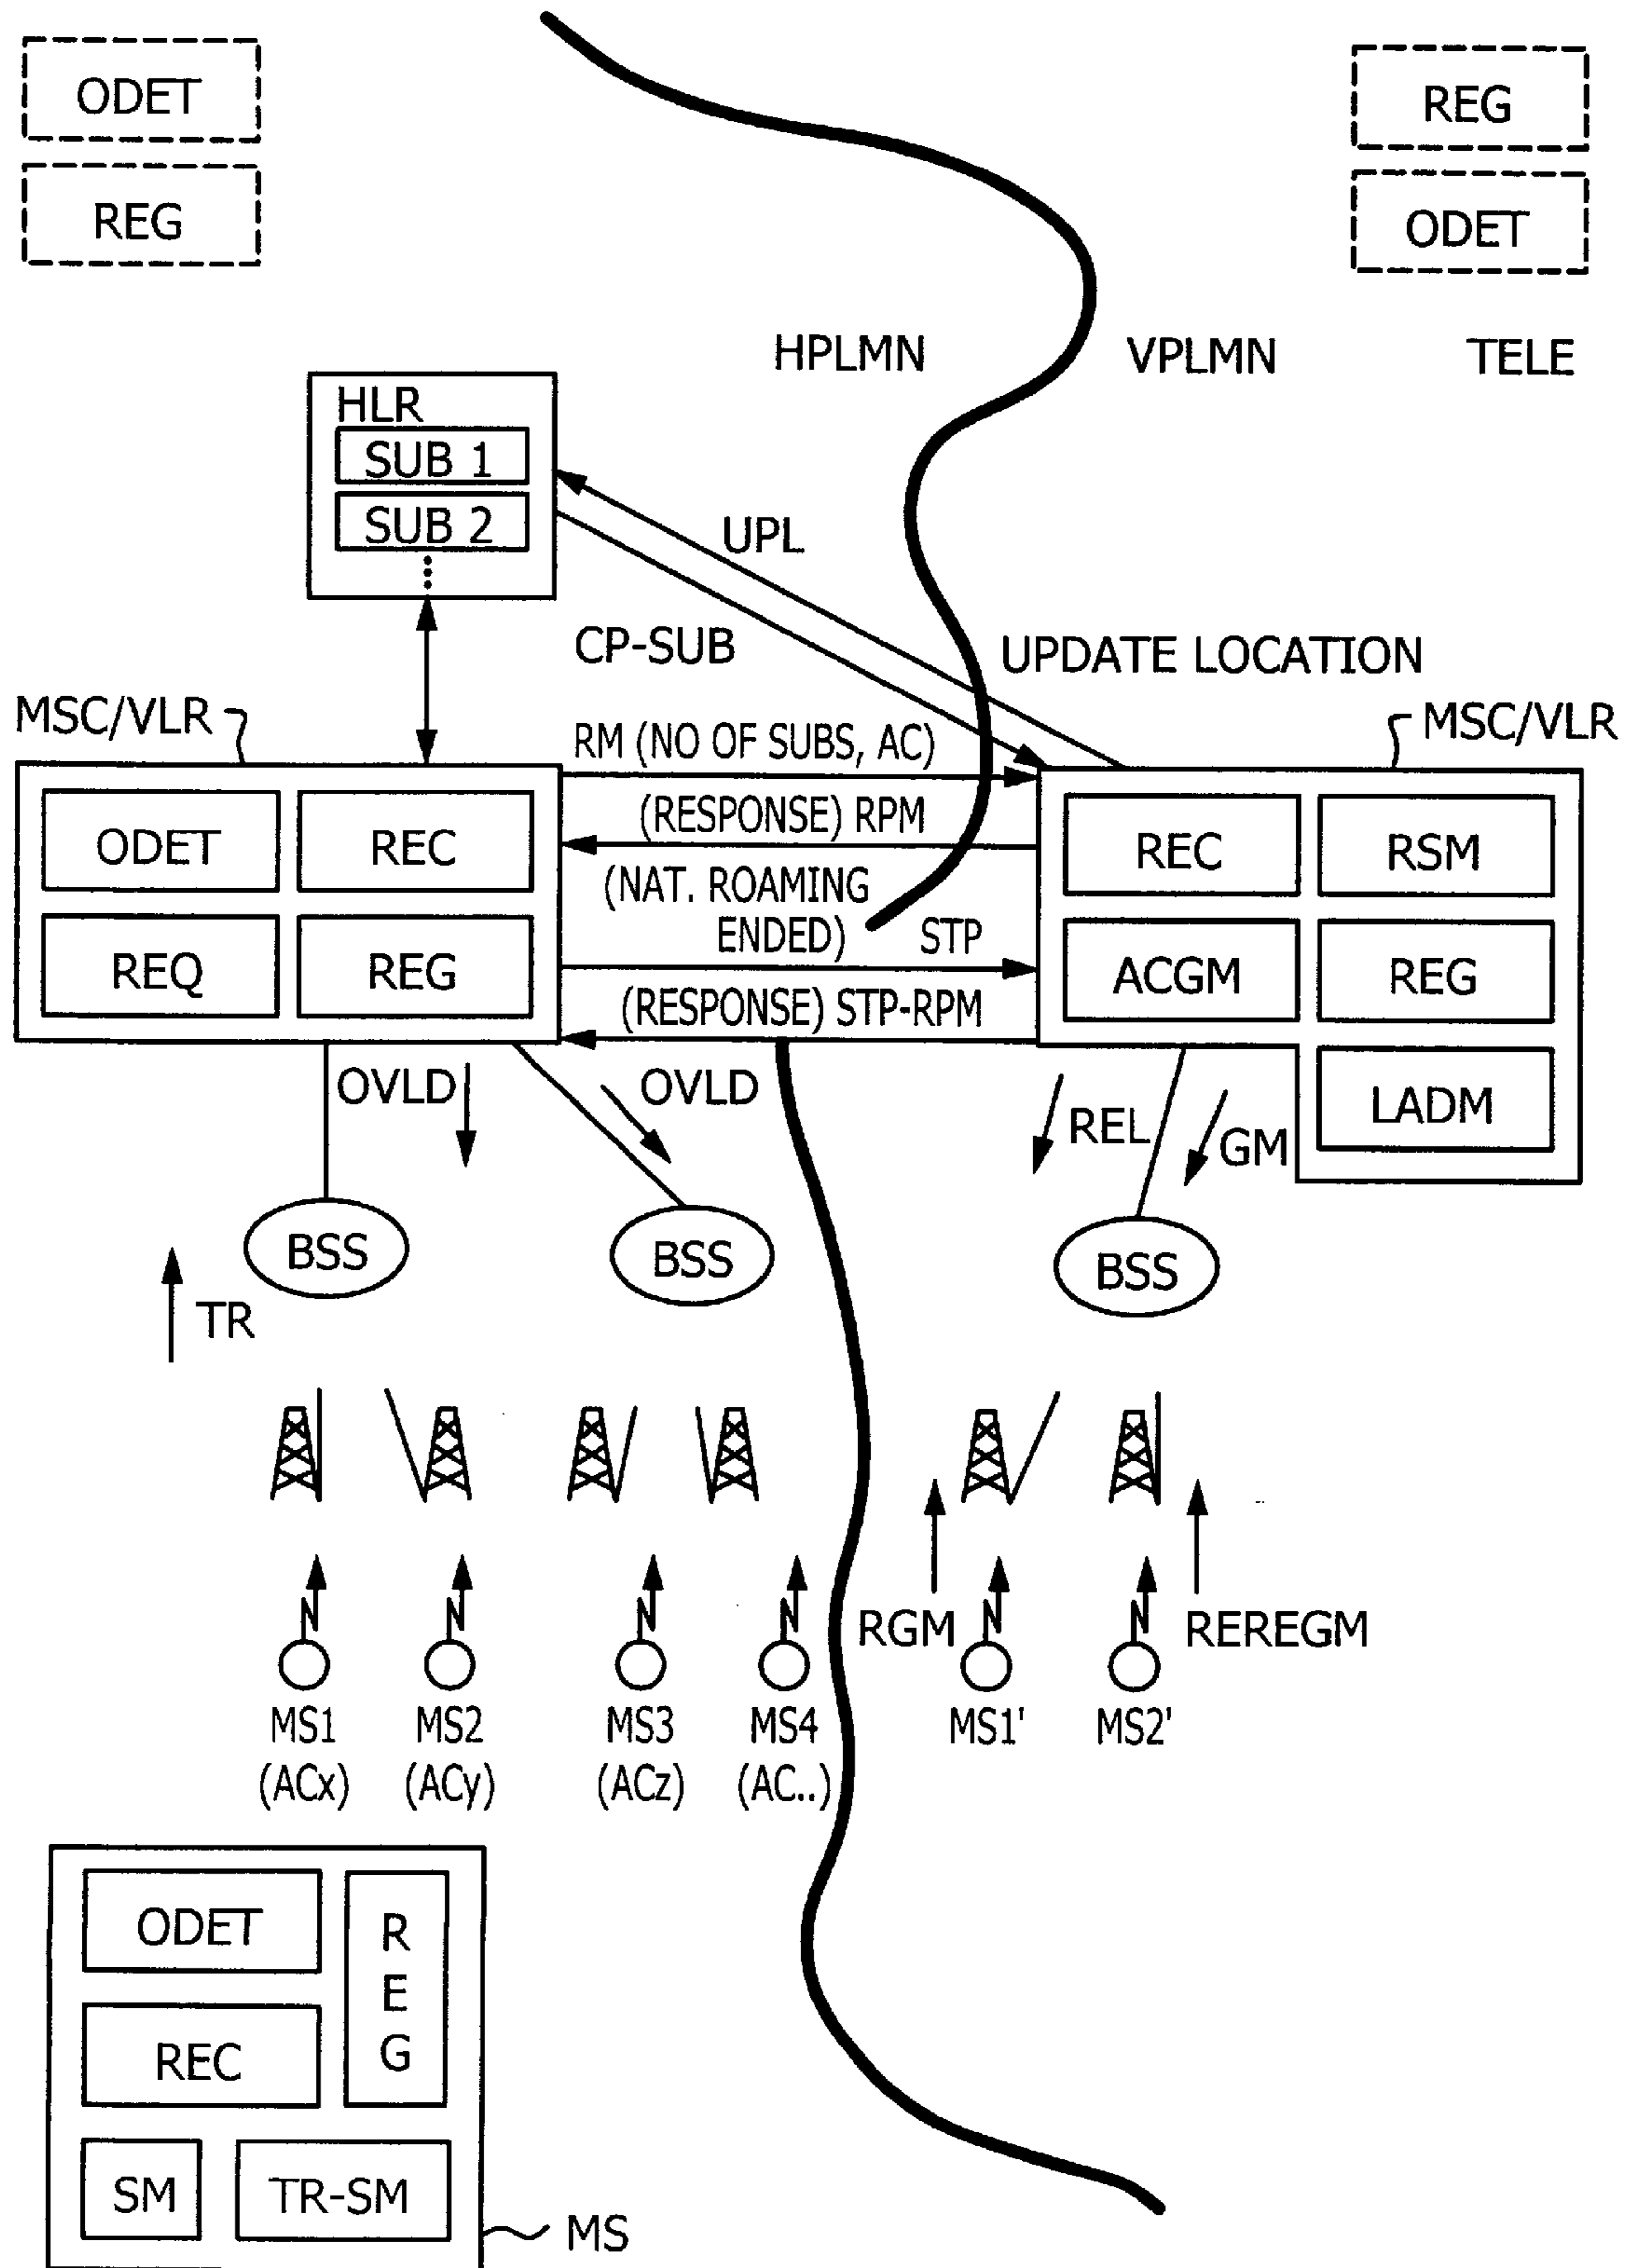 ODET
REG
REG
ODET
HPLMN
VPLMN
TELE
HLR
SUB 1
SUB 2
UPL
CP-SUB
UPDATE LOCATION
MSC/VLR
MSC/VLR
RM (NO OF SUBS, AC)
(RESPONSE) RPM
(NAT. ROAMING
ENDED)
STP
(RESPONSE) STP-RPM
ODET
REC
REQ
REG
REC
RSM
ACGM
REG
LADM
OVLD
OVLD
REL
GM
BSS
BSS
BSS
TR
RGM
REREGM
MS1
MS2
MS3
MS4
MS1'
MS2'
(ACx)
(ACy)
(ACz)
(AC..)
ODET
R
E
G
REC
SM
TR-SM
MS